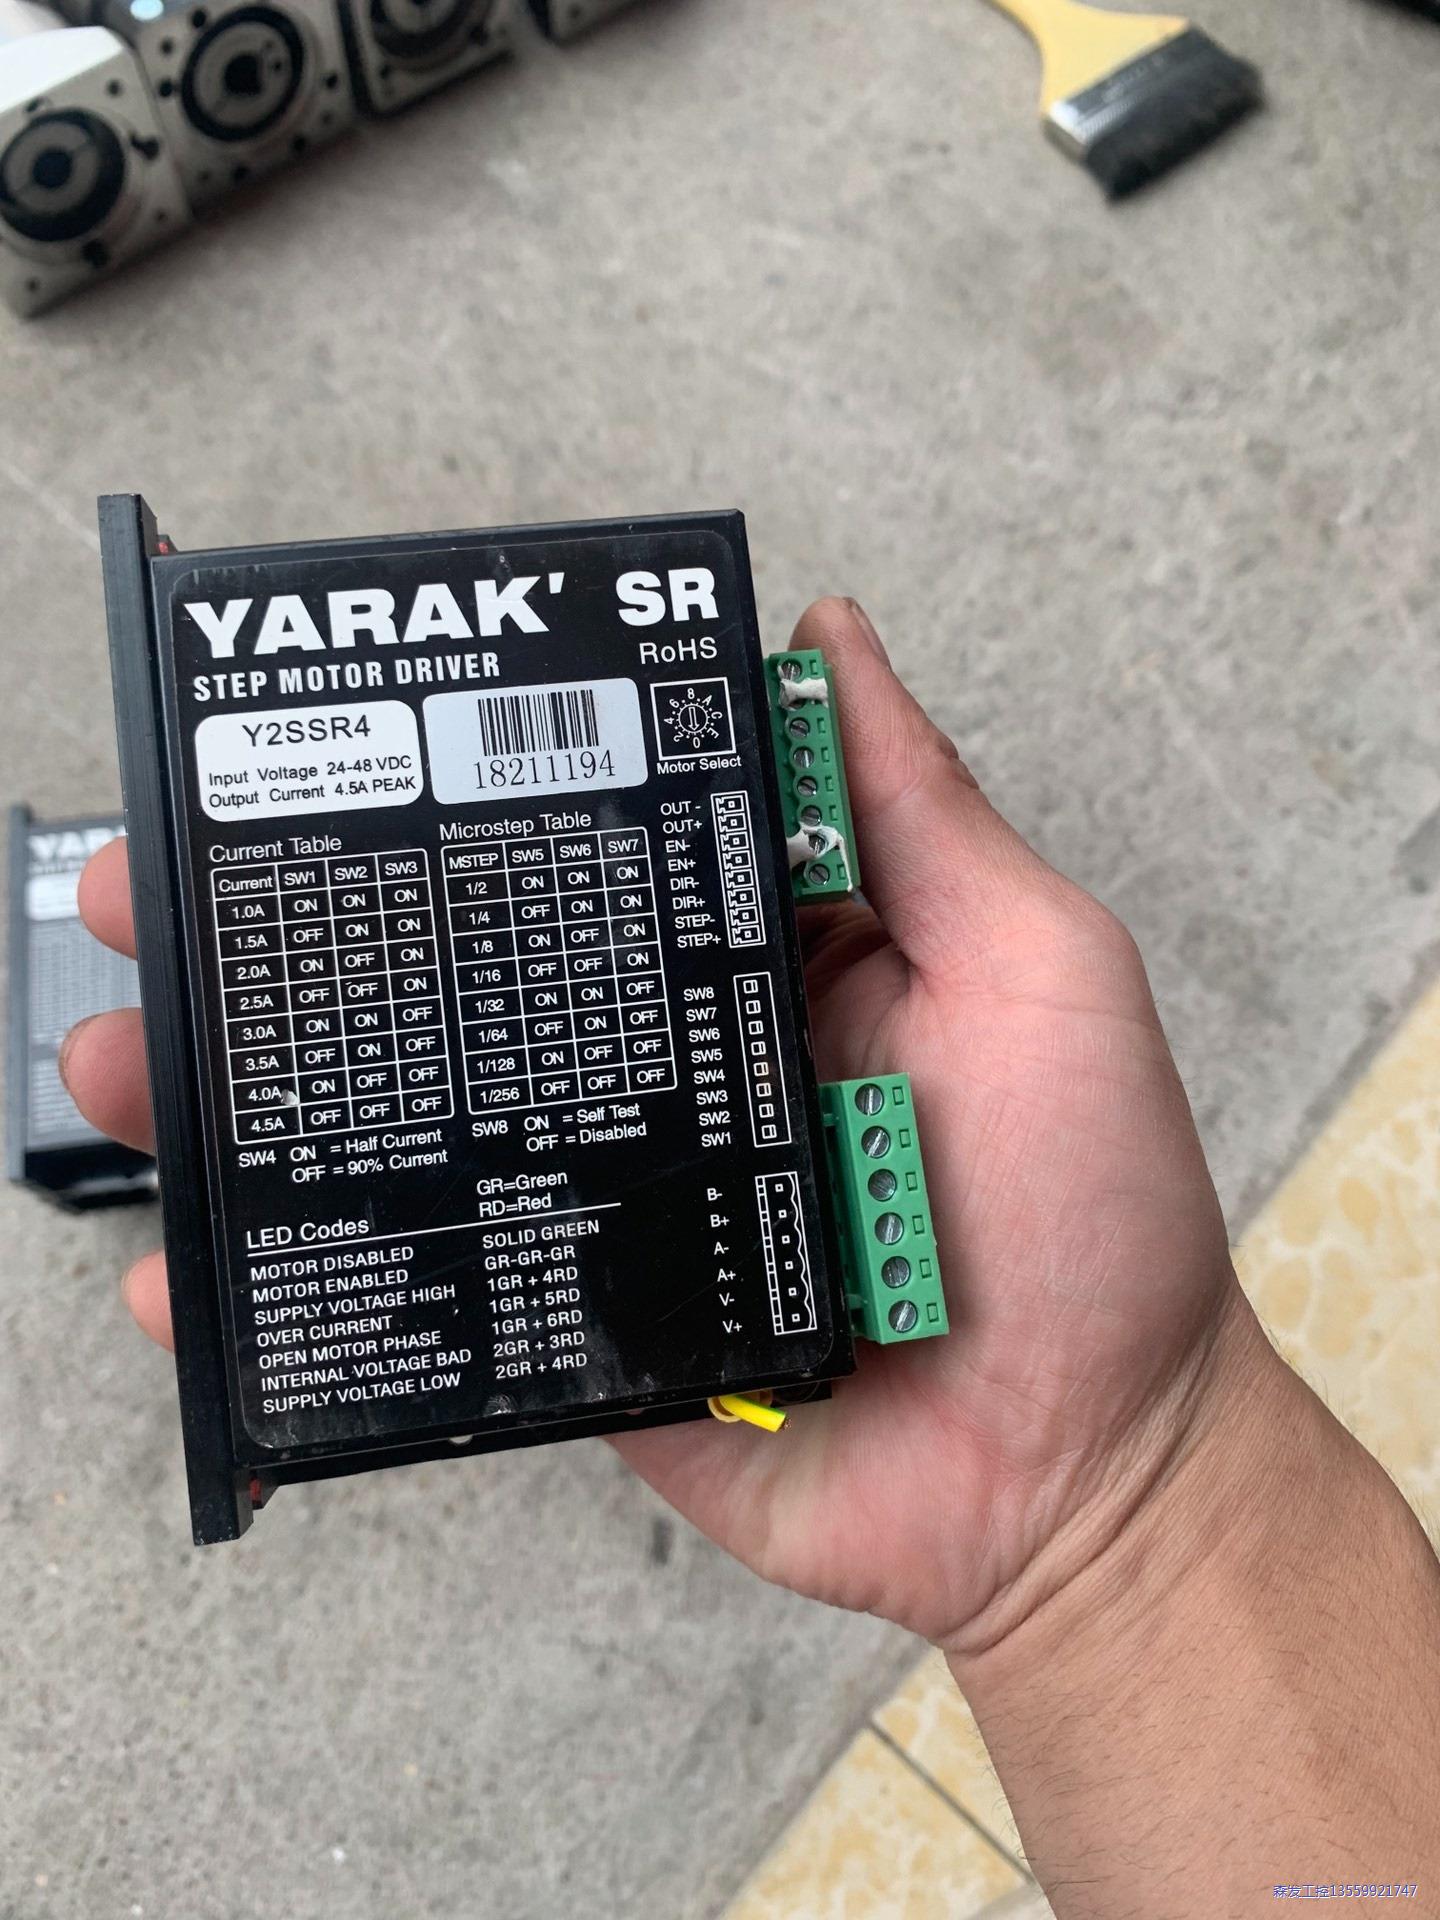 YARAK' SR
STEP MOTOR DRIVER
RoHS
Y2SSR4
Input Voltage 24-48 VDC
Output Current 4.5A PEAK
18211194
0 2 4 6 8 A C E
Motor Select
Current Table
Current SW1 SW2 SW3
1.0A ON ON ON
1.5A OFF ON ON
2.0A ON OFF ON
2.5A OFF OFF ON
3.0A ON ON OFF
3.5A OFF ON OFF
4.0A ON OFF OFF
4.5A OFF OFF OFF
SW4 ON = Half Current
OFF = 90% Current
Microstep Table
MSTEP SW5 SW6 SW7
1/2 ON ON ON
1/4 OFF ON ON
1/8 ON OFF ON
1/16 OFF OFF ON
1/32 ON ON OFF
1/64 OFF ON OFF
1/128 ON OFF OFF
1/256 OFF OFF OFF
SW8 ON = Self Test
OFF = Disabled
OUT-
OUT+
EN-
EN+
DIR-
DIR+
STEP-
STEP+
SW8
SW7
SW6
SW5
SW4
SW3
SW2
SW1
GR=Green
RD=Red
LED Codes
MOTOR DISABLED SOLID GREEN
MOTOR ENABLED GR-GR-GR
SUPPLY VOLTAGE HIGH 1GR + 4RD
OVER CURRENT 1GR + 5RD
OPEN MOTOR PHASE 1GR + 6RD
INTERNAL VOLTAGE BAD 2GR + 3RD
SUPPLY VOLTAGE LOW 2GR + 4RD
B-
B+
A-
A+
V-
V+
YAR
森发工控13559921747